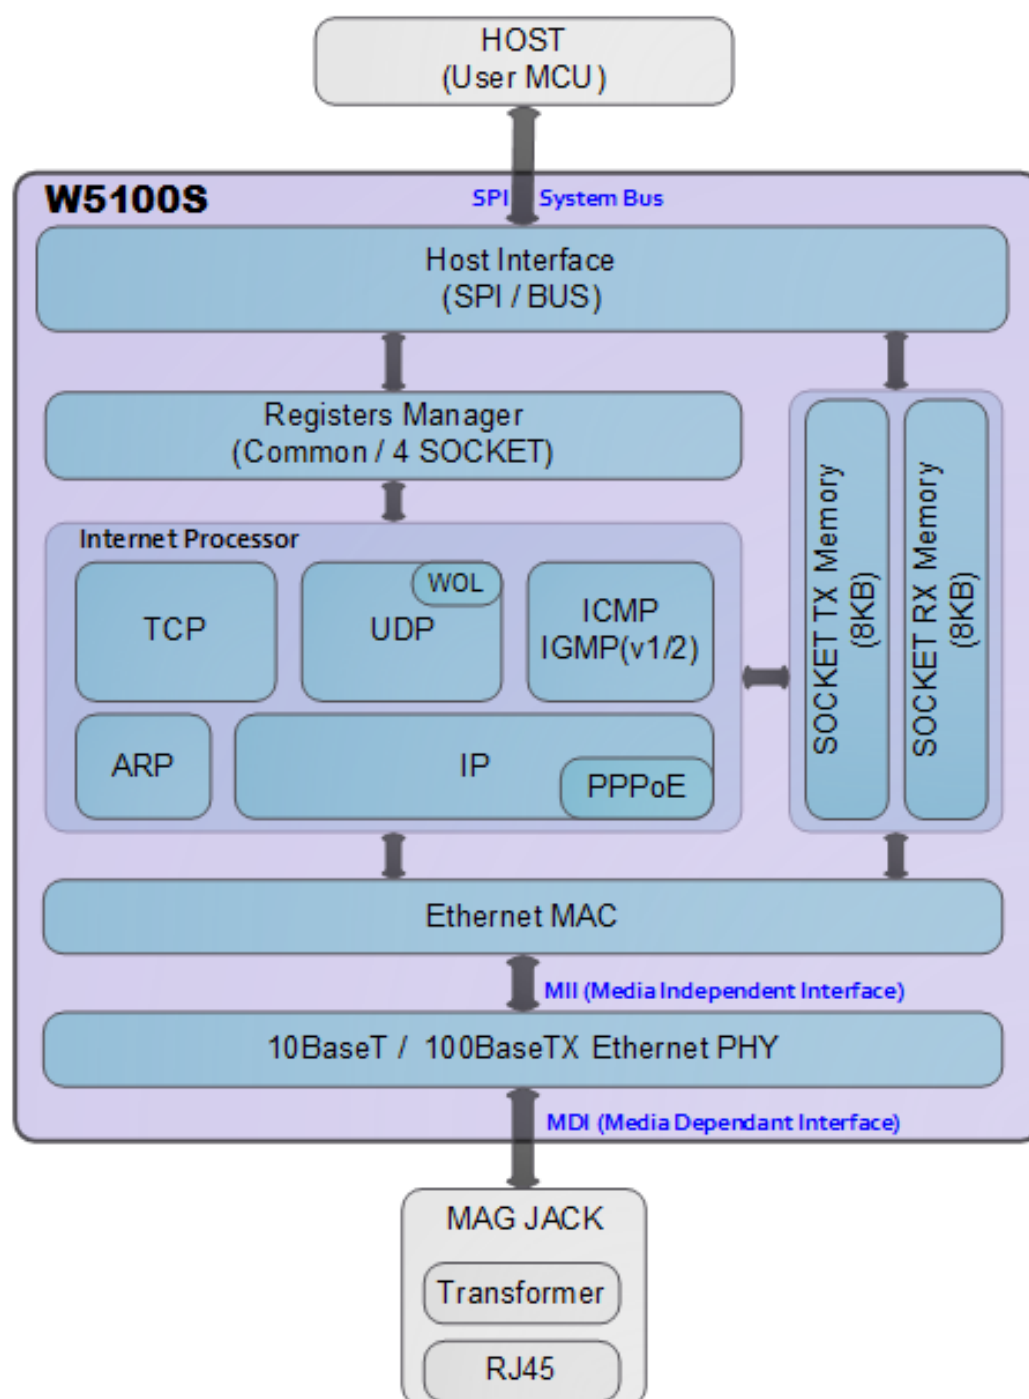 HOST
(User MCU)
W5100S
SPI System Bus
Host Interface
(SPI / BUS)
Registers Manager
(Common / 4 SOCKET)
Internet Processor
TCP
UDP
WOL
ICMP
IGMP(v1/2)
ARP
IP
PPPoE
SOCKET TX Memory
(8KB)
SOCKET RX Memory
(8KB)
Ethernet MAC
MII (Media Independent Interface)
10BaseT / 100BaseTX Ethernet PHY
MDI (Media Dependant Interface)
MAG JACK
Transformer
RJ45